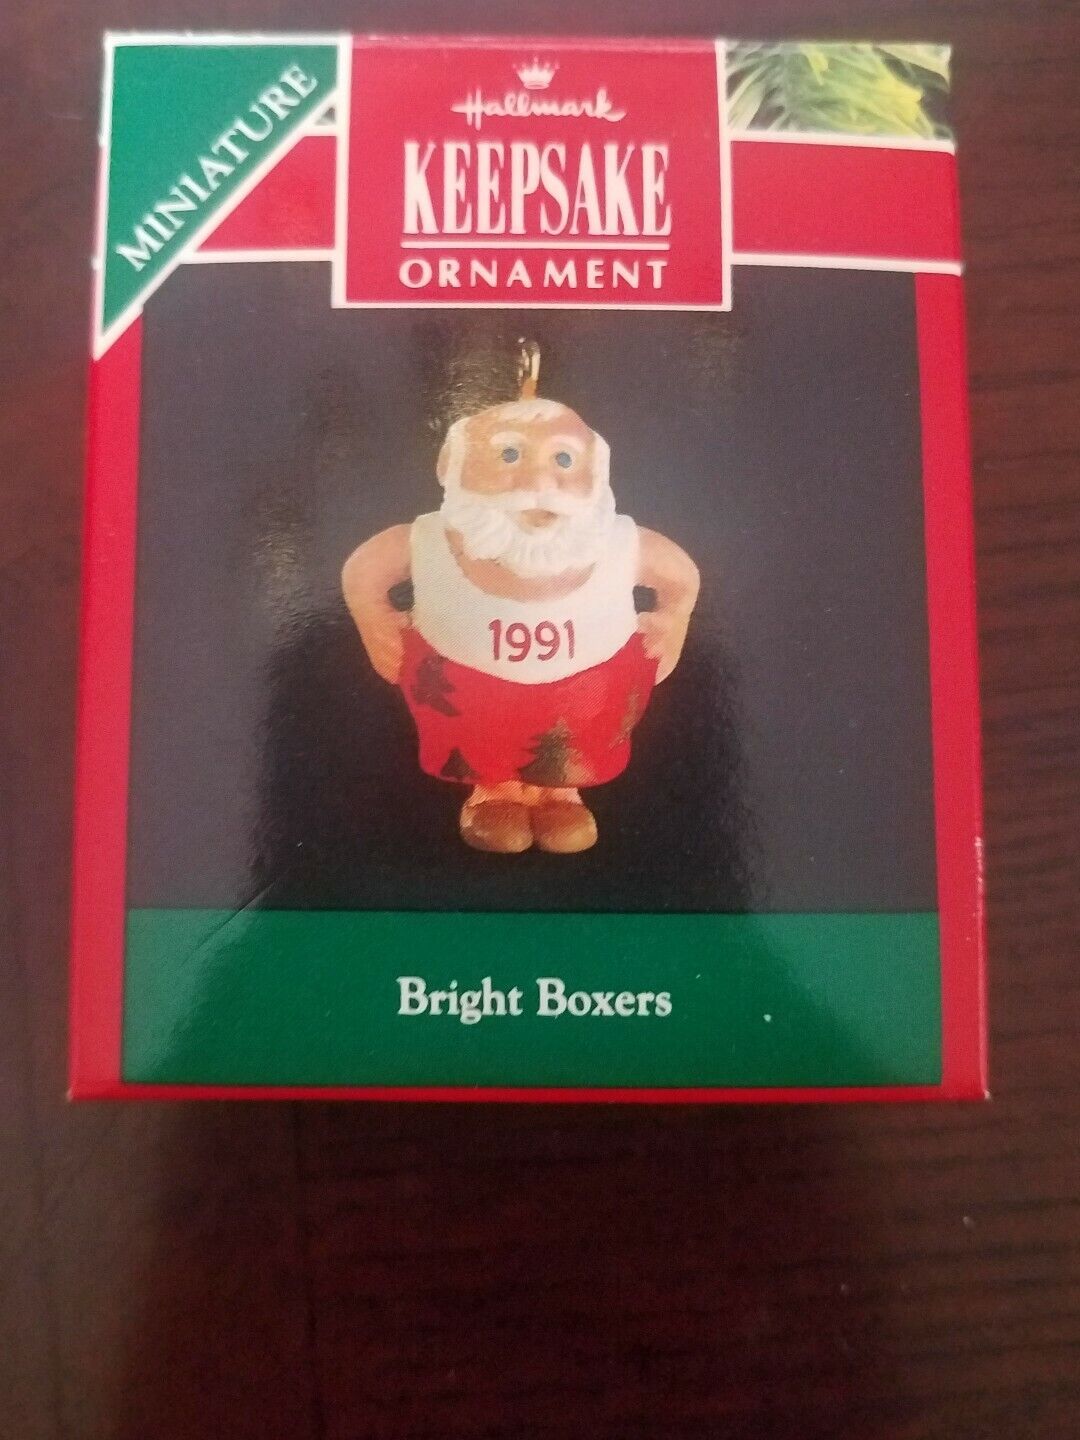 MINIATURE
Hallmark
KEEPSAKE
ORNAMENT
1991
Bright Boxers